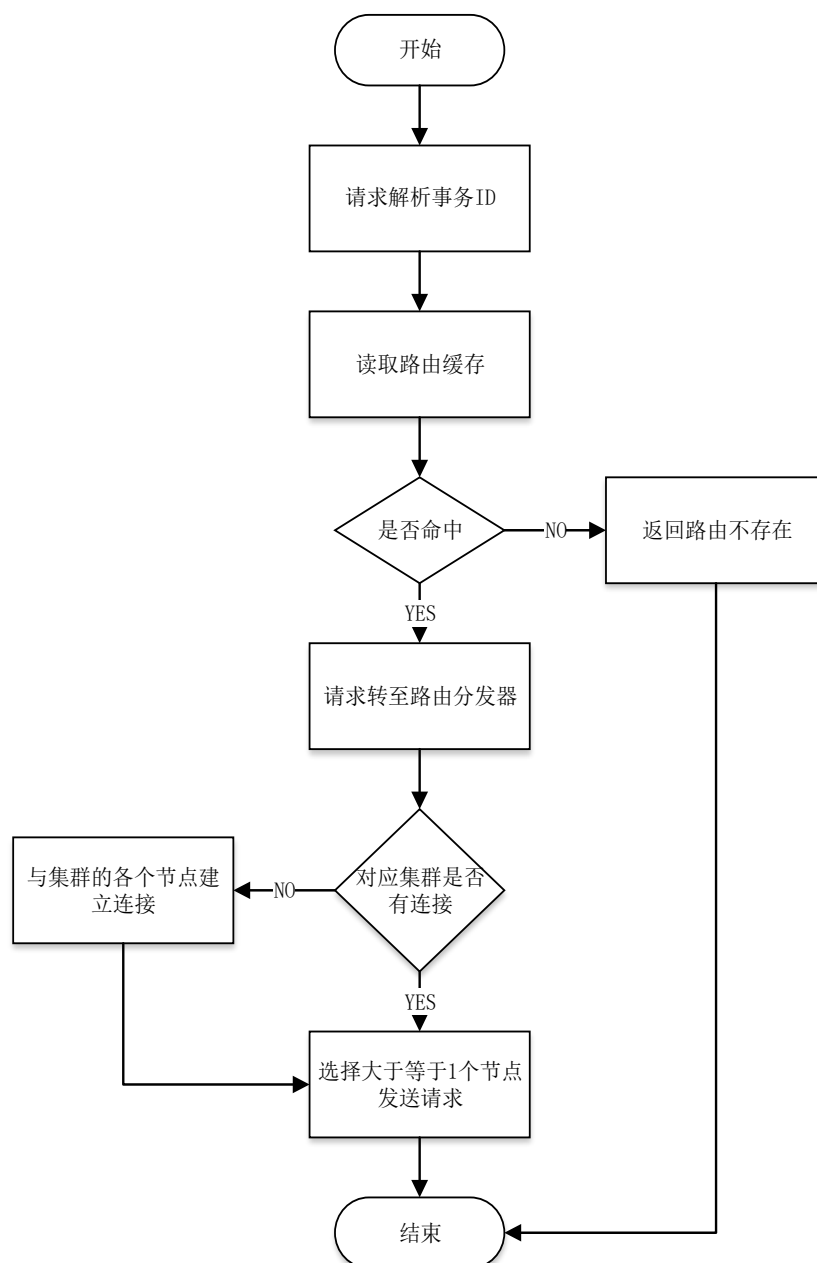 开始
请求解析事务ID
读取路由缓存
是否命中
NO
返回路由不存在
YES
请求转至路由分发器
与集群的各个节点建
立连接
NO
对应集群是否
有连接
YES
选择大于等于1个节点
发送请求
结束